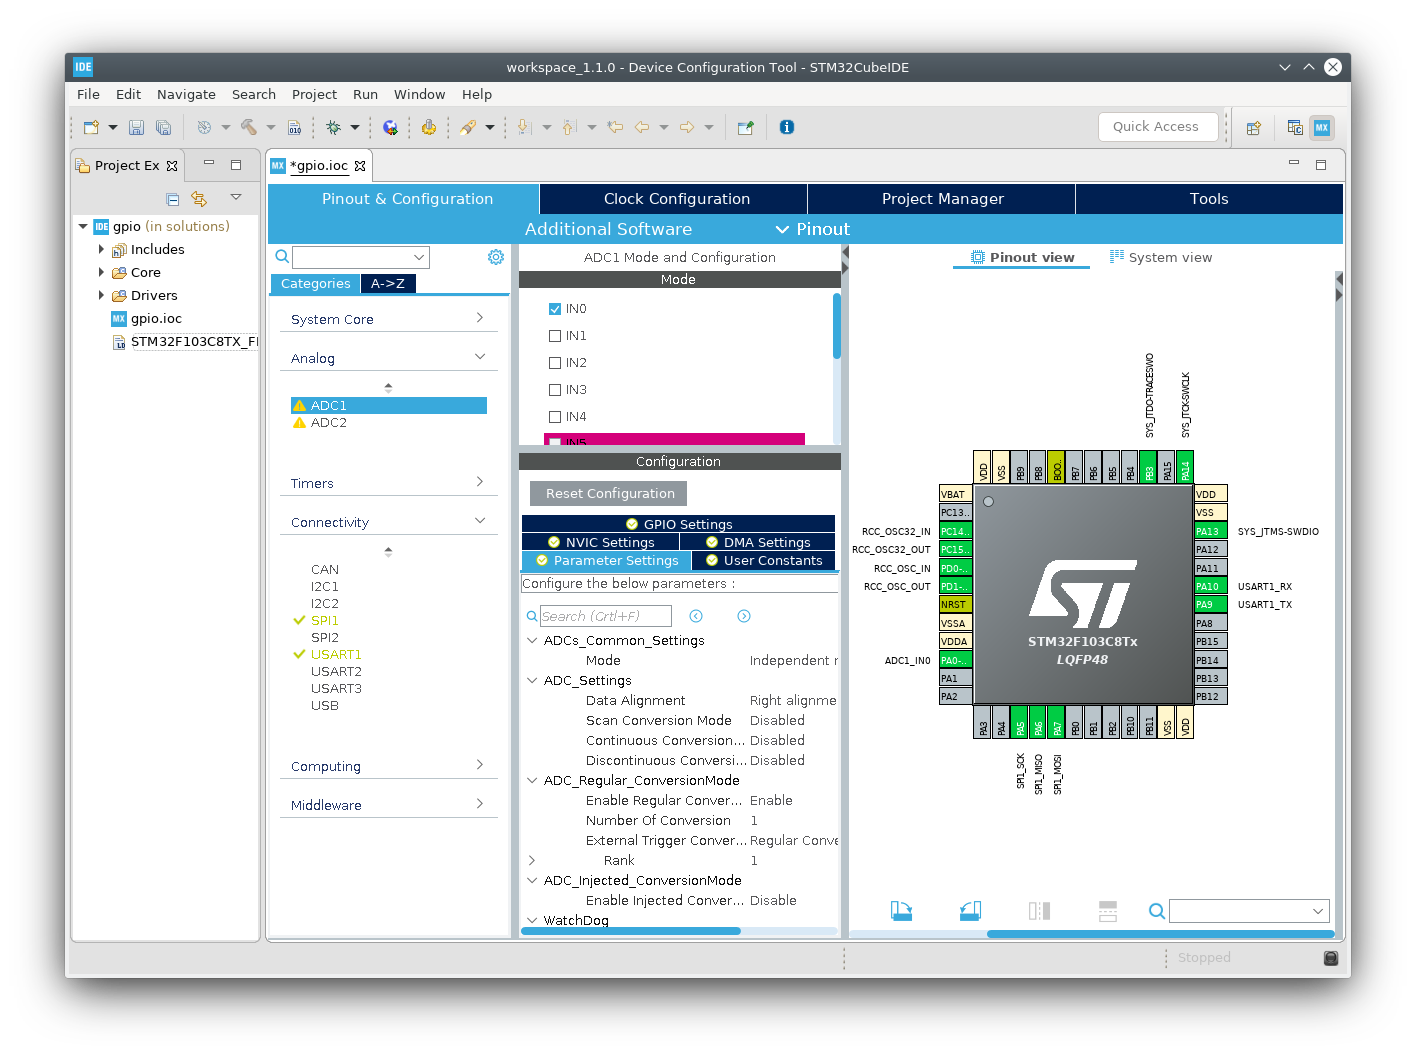 IDE
workspace_1.1.0 - Device Configuration Tool - STM32CubeIDE
File Edit Navigate Search Project Run Window Help
010
Quick Access
MX
Project Ex
MX *gpio.ioc
IDE gpio (in solutions)
Includes
Core
Drivers
MX gpio.ioc
STM32F103C8TX_Fl
Pinout & Configuration
Clock Configuration
Project Manager
Tools
Additional Software
Pinout
Categories
A->Z
System Core
Analog
ADC1
ADC2
Timers
Connectivity
CAN
I2C1
I2C2
SPI1
SPI2
USART1
USART2
USART3
USB
Computing
Middleware
ADC1 Mode and Configuration
Mode
IN0
IN1
IN2
IN3
IN4
IN5
Configuration
Reset Configuration
GPIO Settings
NVIC Settings
DMA Settings
Parameter Settings
User Constants
Configure the below parameters :
Search (Crtl+F)
ADCs_Common_Settings
Mode Independent r
ADC_Settings
Data Alignment Right alignme
Scan Conversion Mode Disabled
Continuous Conversion... Disabled
Discontinuous Conversi... Disabled
ADC_Regular_ConversionMode
Enable Regular Conver... Enable
Number Of Conversion 1
External Trigger Conver... Regular Conve
Rank 1
ADC_Injected_ConversionMode
Enable Injected Conver... Disable
WatchDog
Pinout view
System view
SYS_JTDO-TRACESWO
SYS_JTCK-SWCLK
VDD
VSS
PB9
PB8
BOO..
PB7
PB6
PB5
PB4
PB3
PA15
PA14
VBAT
PC13..
RCC_OSC32_IN PC14..
RCC_OSC32_OUT PC15..
RCC_OSC_IN PD0-..
RCC_OSC_OUT PD1-..
NRST
VSSA
VDDA
ADC1_IN0 PA0-..
PA1
PA2
STM32F103C8Tx
LQFP48
VDD
VSS
PA13 SYS_JTMS-SWDIO
PA12
PA11
PA10 USART1_RX
PA9 USART1_TX
PA8
PB15
PB14
PB13
PB12
PA3
PA4
PA5
PA6
PA7
PB0
PB1
PB2
PB10
PB11
VSS
VDD
SPI1_SCK
SPI1_MISO
SPI1_MOSI
Stopped